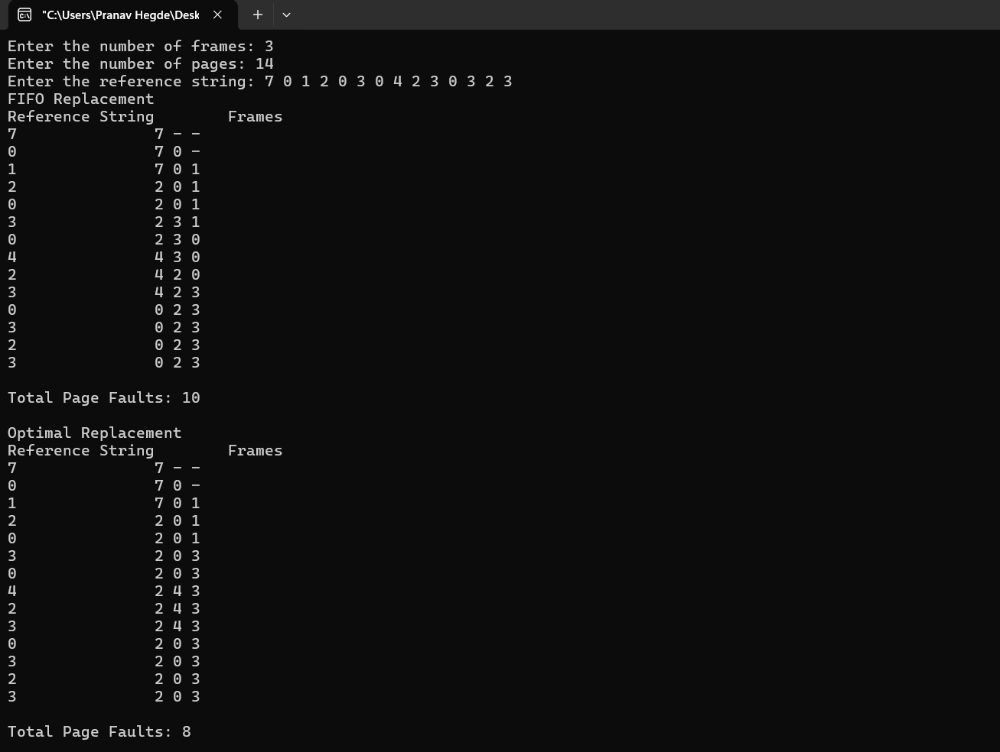 "C:\Users\Pranav Hegde\Desk
Enter the number of frames: 3
Enter the number of pages: 14
Enter the reference string: 7 0 1 2 0 3 0 4 2 3 0 3 2 3
FIFO Replacement
Reference String        Frames
7               7 - -
0               7 0 -
1               7 0 1
2               2 0 1
0               2 0 1
3               2 3 1
0               2 3 0
4               4 3 0
2               4 2 0
3               4 2 3
0               0 2 3
3               0 2 3
2               0 2 3
3               0 2 3
Total Page Faults: 10
Optimal Replacement
Reference String        Frames
7               7 - -
0               7 0 -
1               7 0 1
2               2 0 1
0               2 0 1
3               2 0 3
0               2 0 3
4               2 4 3
2               2 4 3
3               2 4 3
0               2 0 3
3               2 0 3
2               2 0 3
3               2 0 3
Total Page Faults: 8